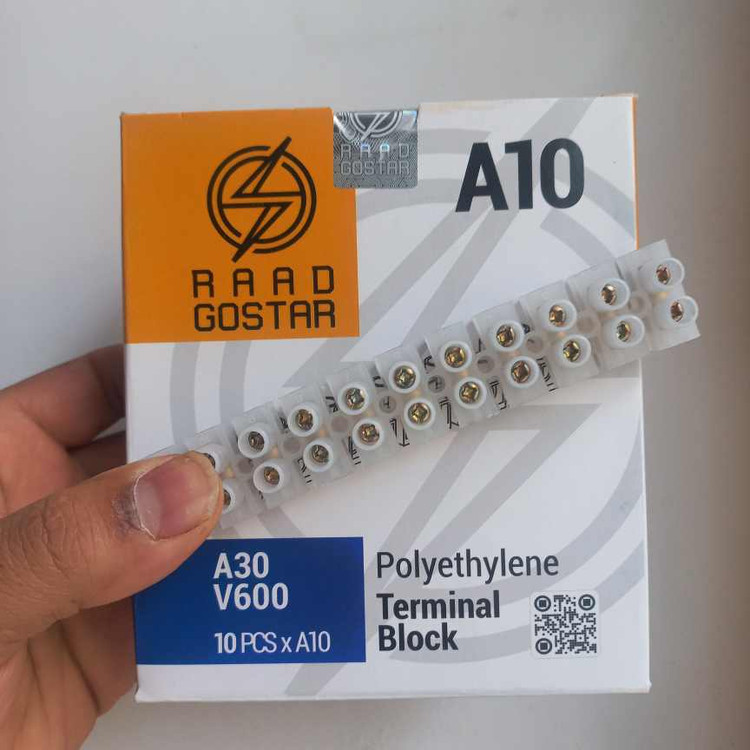 RAAD
GOSTAR
RAAD
GOSTAR
A10
A30
V600
10 PCS x A10
Polyethylene
Terminal
Block